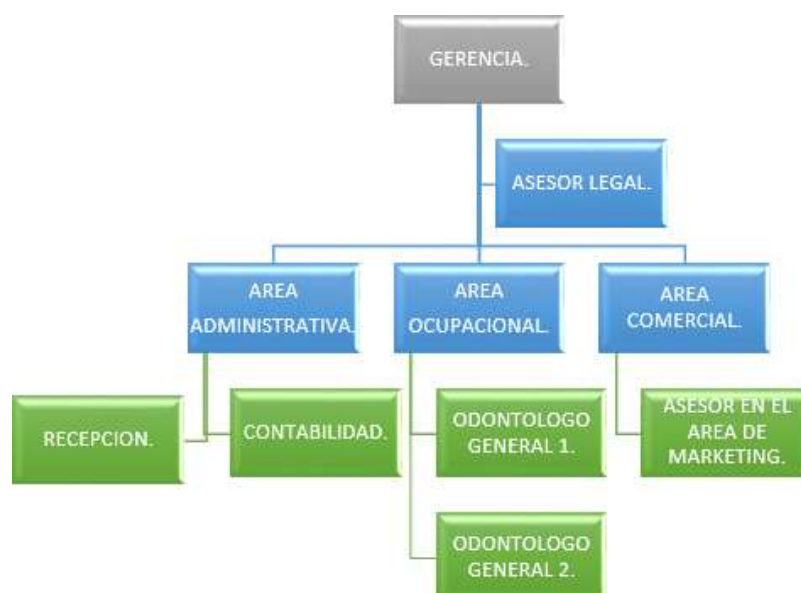 GERENCIA.
ASESOR LEGAL.
AREA
ADMINISTRATIVA.
AREA
OCUPACIONAL.
AREA
COMERCIAL.
RECEPCION.
CONTABILIDAD.
ODONTOLOGO
GENERAL 1.
ASESOR EN EL
AREA DE
MARKETING.
ODONTOLOGO
GENERAL 2.